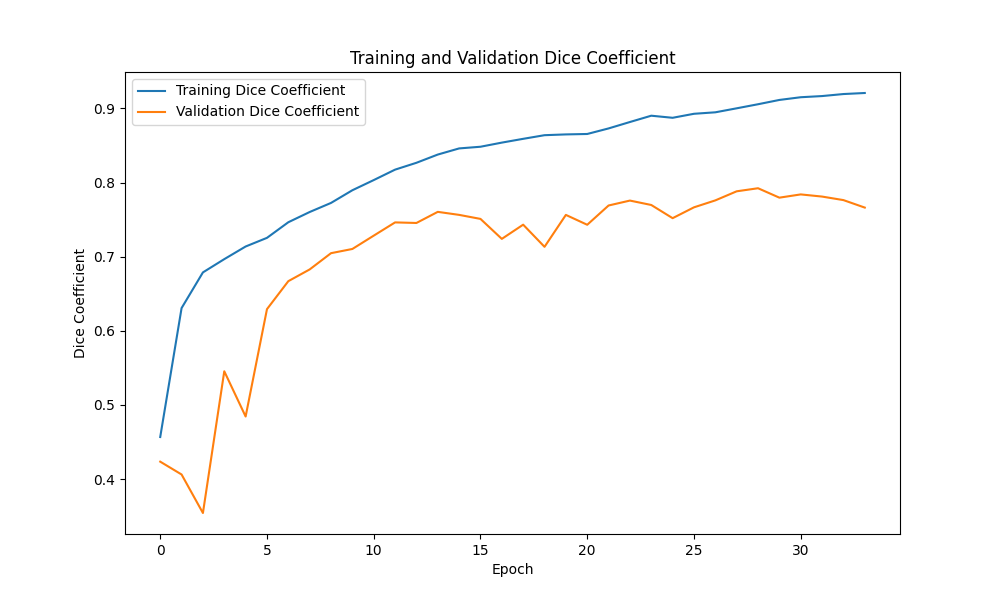 Training and Validation Dice Coefficient
Training Dice Coefficient
Validation Dice Coefficient
0.9
0.8
0.7
0.6
0.5
0.4
Dice Coefficient
0 5 10 15 20 25 30
Epoch